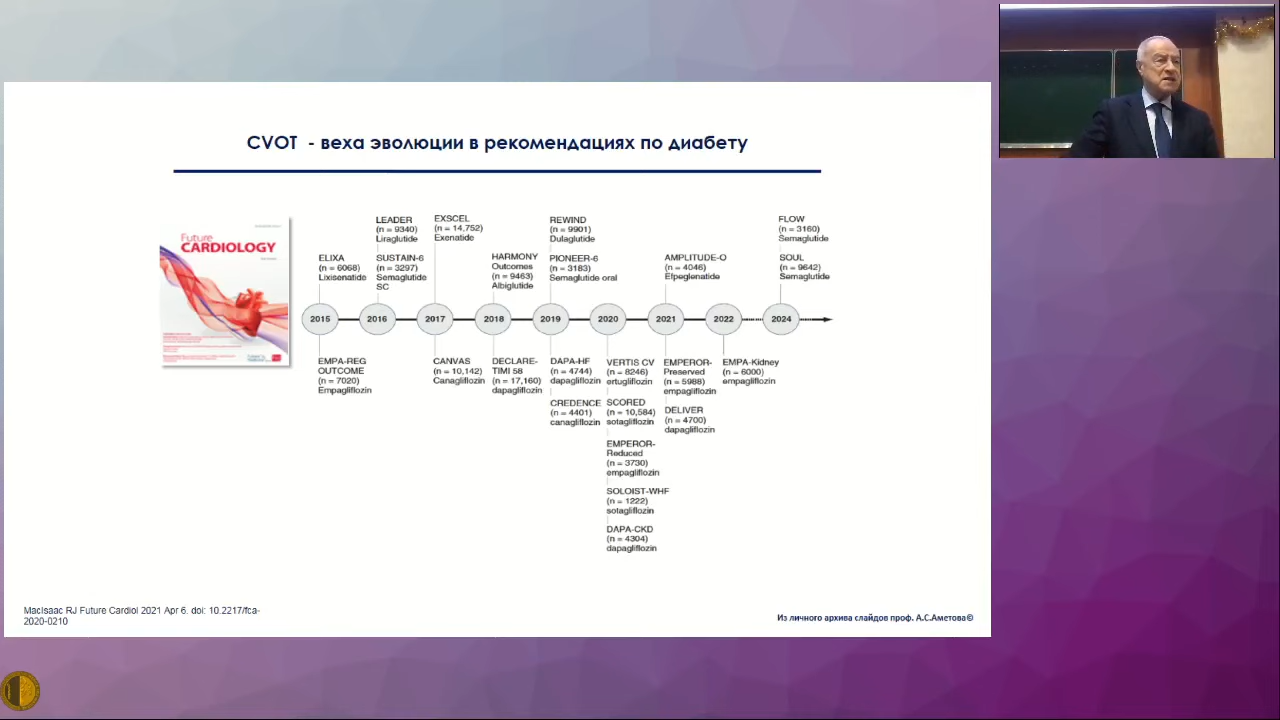 CVOT - веха эволюции в рекомендациях по диабету
Future
CARDIOLOGY
LEADER
(n = 9340)
Liraglutide
EXSCEL
(n = 14,752)
Exenatide
REWIND
(n = 9901)
Dulaglutide
FLOW
(n = 3160)
Semaglutide
ELIXA
(n = 6068)
Lixisenatide
SUSTAIN-6
(n = 3297)
Semaglutide
SC
HARMONY
Outcomes
(n = 9463)
Albiglutide
PIONEER-6
(n = 3183)
Semaglutide oral
AMPLITUDE-O
(n = 4046)
Efpeglenatide
SOUL
(n = 9642)
Semaglutide
2015 2016 2017 2018 2019 2020 2021 2022 2024
EMPA-REG
OUTCOME
(n = 7020)
Empagliflozin
CANVAS
(n = 10,142)
Canagliflozin
DECLARE-
TIMI 58
(n = 17,160)
dapagliflozin
DAPA-HF
(n = 4744)
dapagliflozin
CREDENCE
(n = 4401)
canagliflozin
VERTIS CV
(n = 8246)
ertugliflozin
SCORED
(n = 10,584)
sotagliflozin
EMPEROR-
Reduced
(n = 3730)
empagliflozin
SOLOIST-WHF
(n = 1222)
sotagliflozin
DAPA-CKD
(n = 4304)
dapagliflozin
EMPEROR-
Preserved
(n = 5988)
empagliflozin
DELIVER
(n = 4700)
dapagliflozin
EMPA-Kidney
(n = 6000)
empagliflozin
MacIsaac RJ Future Cardiol 2021 Apr 6. doi: 10.2217/fca-
2020-0210
Из личного архива слайдов проф. А.С.Аметова©